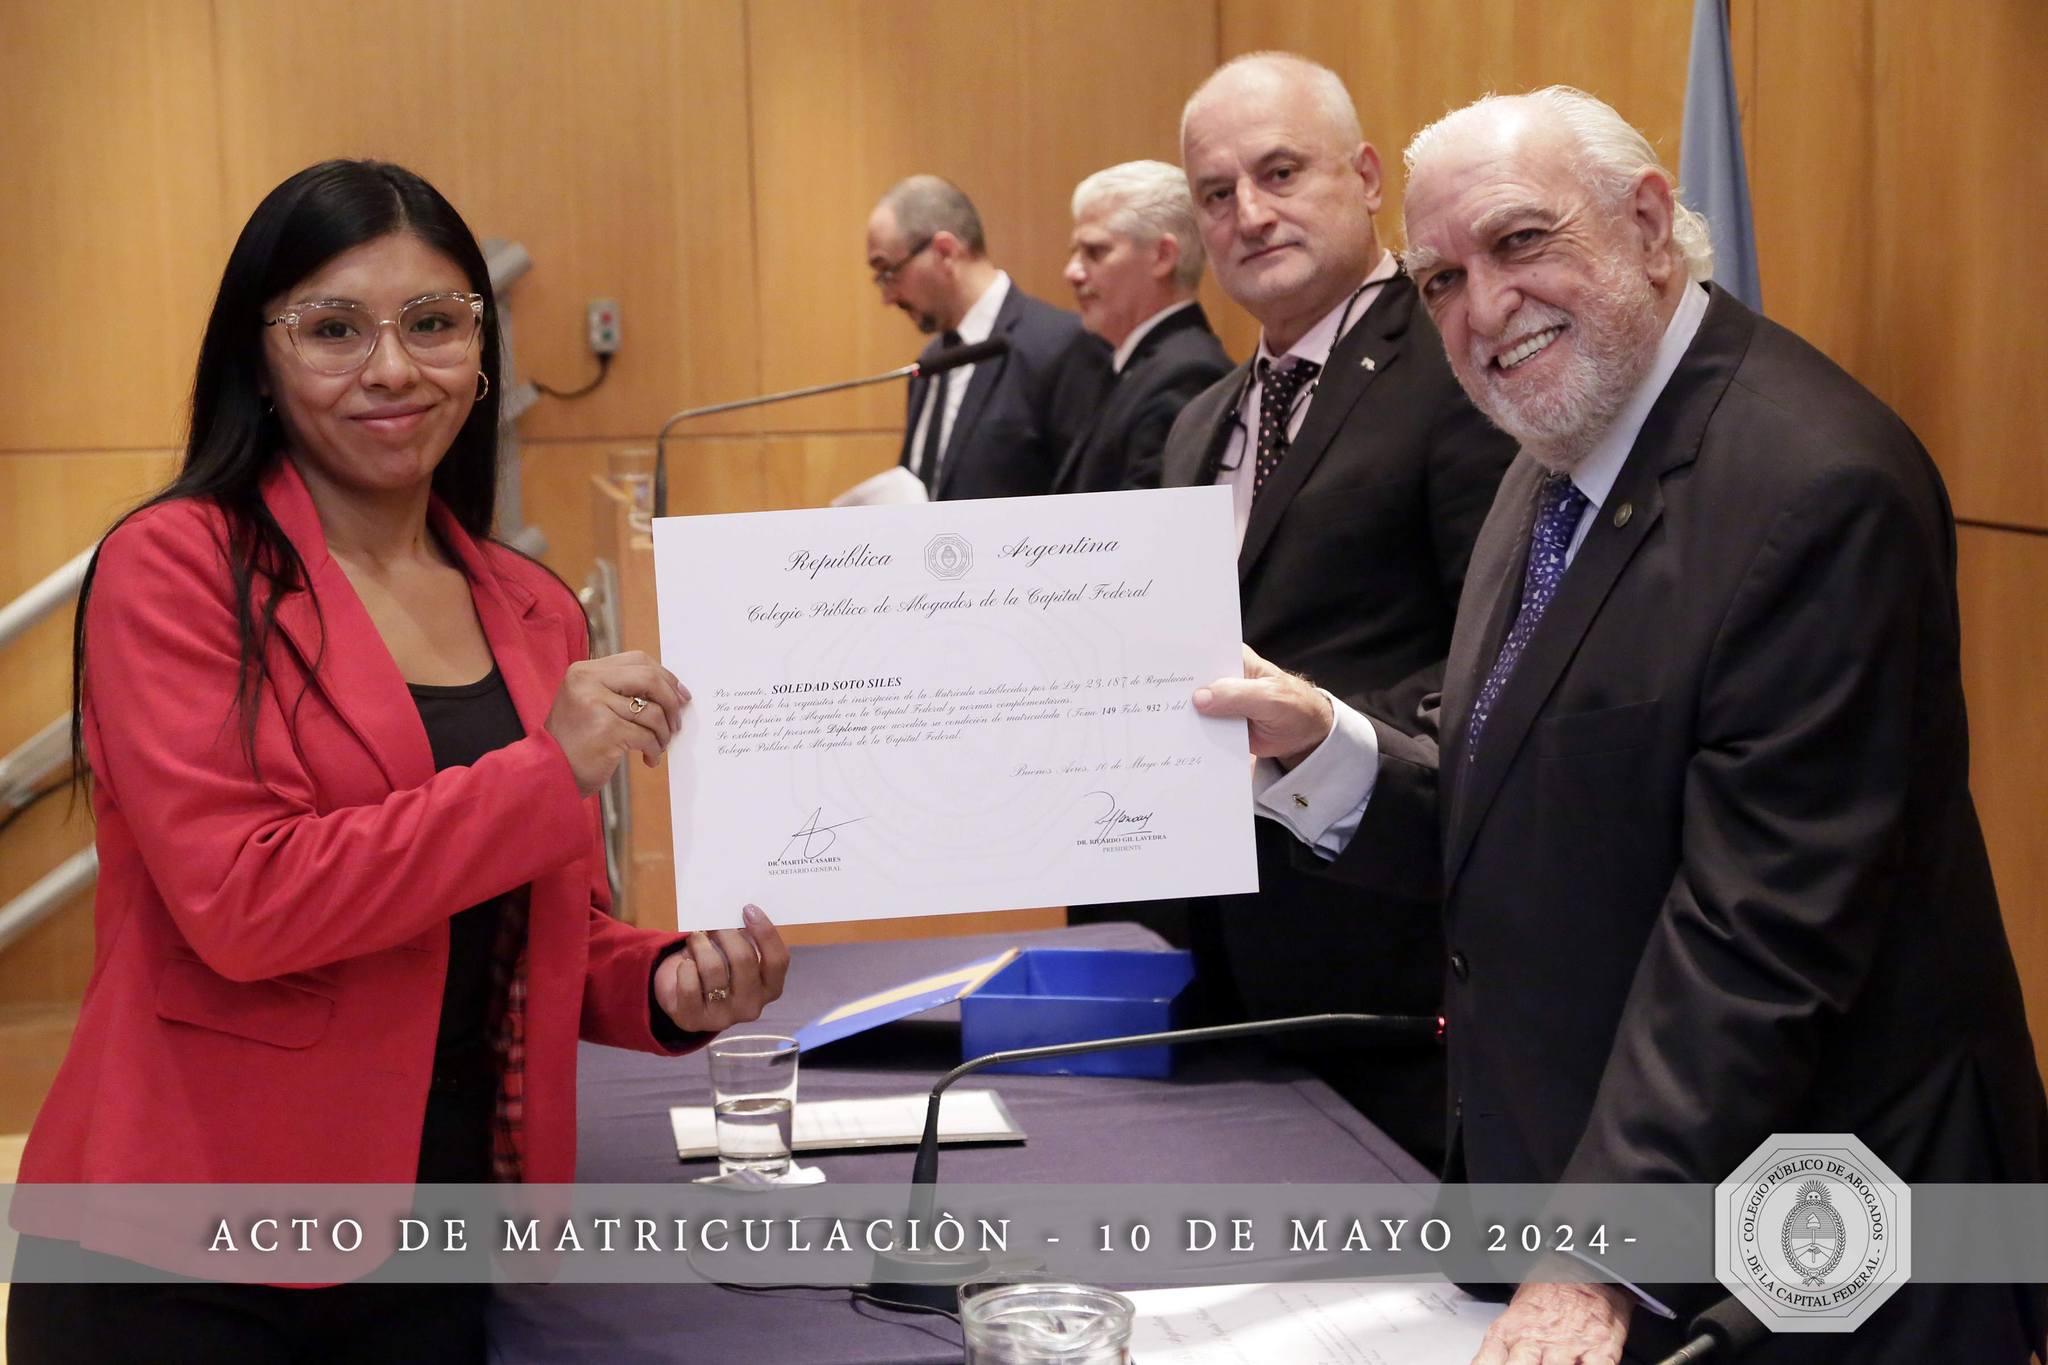 República Argentina
Colegio Público de Abogados de la Capital Federal
Por cuanto, SOLEDAD SOTO SILES
Ha cumplido los requisitos de inscripción de la Matrícula establecidos por la Ley 23.187 de Regulación
de la profesión de Abogada en la Capital Federal y normas complementarias.
Se extiende el presente Diploma que acredita su condición de matriculada (Tomo 149 Folio 932) del
Colegio Público de Abogados de la Capital Federal.
Buenos Aires, 10 de Mayo de 2024
DR. MARTÍN CASARES
SECRETARIO GENERAL
DR. RICARDO GIL LAVEDRA
PRESIDENTE
ACTO DE MATRICULACIÒN - 10 DE MAYO 2024-
COLEGIO PÚBLICO DE ABOGADOS
- DE LA CAPITAL FEDERAL -